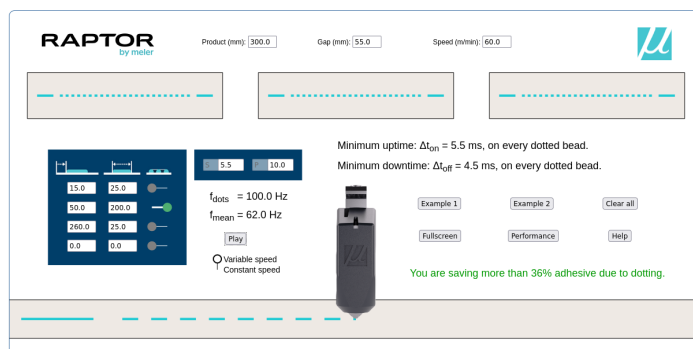 RAPTOR
by meler
Product (mm): 300.0 Gap (mm): 55.0 Speed (m/min): 60.0
Minimum uptime: Δton = 5.5 ms, on every dotted bead.
Minimum downtime: Δtoff = 4.5 ms, on every dotted bead.
S 5.5 P 10.0
15.0 25.0
50.0 200.0
260.0 25.0
0.0 0.0
fdots = 100.0 Hz
fmean = 62.0 Hz
Play
Variable speed
Constant speed
Example 1 Example 2 Clear all
Fullscreen Performance Help
You are saving more than 36% adhesive due to dotting.